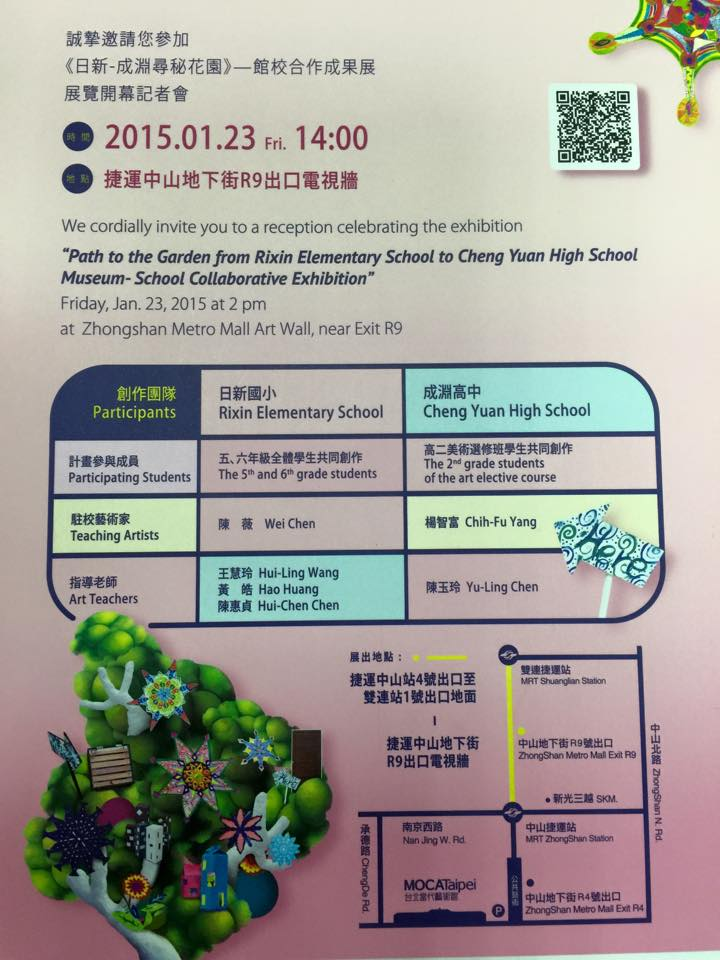 誠摯邀請您參加
《日新-成淵尋秘花園》—館校合作成果展
展覽開幕記者會
時間 2015.01.23 Fri. 14:00
地點 捷運中山地下街R9出口電視牆
We cordially invite you to a reception celebrating the exhibition
“Path to the Garden from Rixin Elementary School to Cheng Yuan High School
Museum- School Collaborative Exhibition”
Friday, Jan. 23, 2015 at 2 pm
at Zhongshan Metro Mall Art Wall, near Exit R9
創作團隊
Participants
日新國小
Rixin Elementary School
成淵高中
Cheng Yuan High School
計畫參與成員
Participating Students
五、六年級全體學生共同創作
The 5th and 6th grade students
高二美術選修班學生共同創作
The 2nd grade students
of the art elective course
駐校藝術家
Teaching Artists
陳 薇 Wei Chen
楊智富 Chih-Fu Yang
Here
指導老師
Art Teachers
王慧玲 Hui-Ling Wang
黃 皓 Hao Huang
陳惠貞 Hui-Chen Chen
陳玉玲 Yu-Ling Chen
展出地點：
捷運中山站4號出口至
雙連站1號出口地面
捷運中山地下街
R9出口電視牆
雙連捷運站
MRT Shuanglian Station
中山地下街R9號出口
ZhongShan Metro Mall Exit R9
中山北路 ZhongShan N. Rd.
新光三越 SKM.
承德路 ChengDe Rd.
南京西路
Nan Jing W. Rd.
中山捷運站
MRT ZhongShan Station
MOCATaipei
台北當代藝術館
P
公共藝術
中山地下街R4號出口
ZhongShan Metro Mall Exit R4